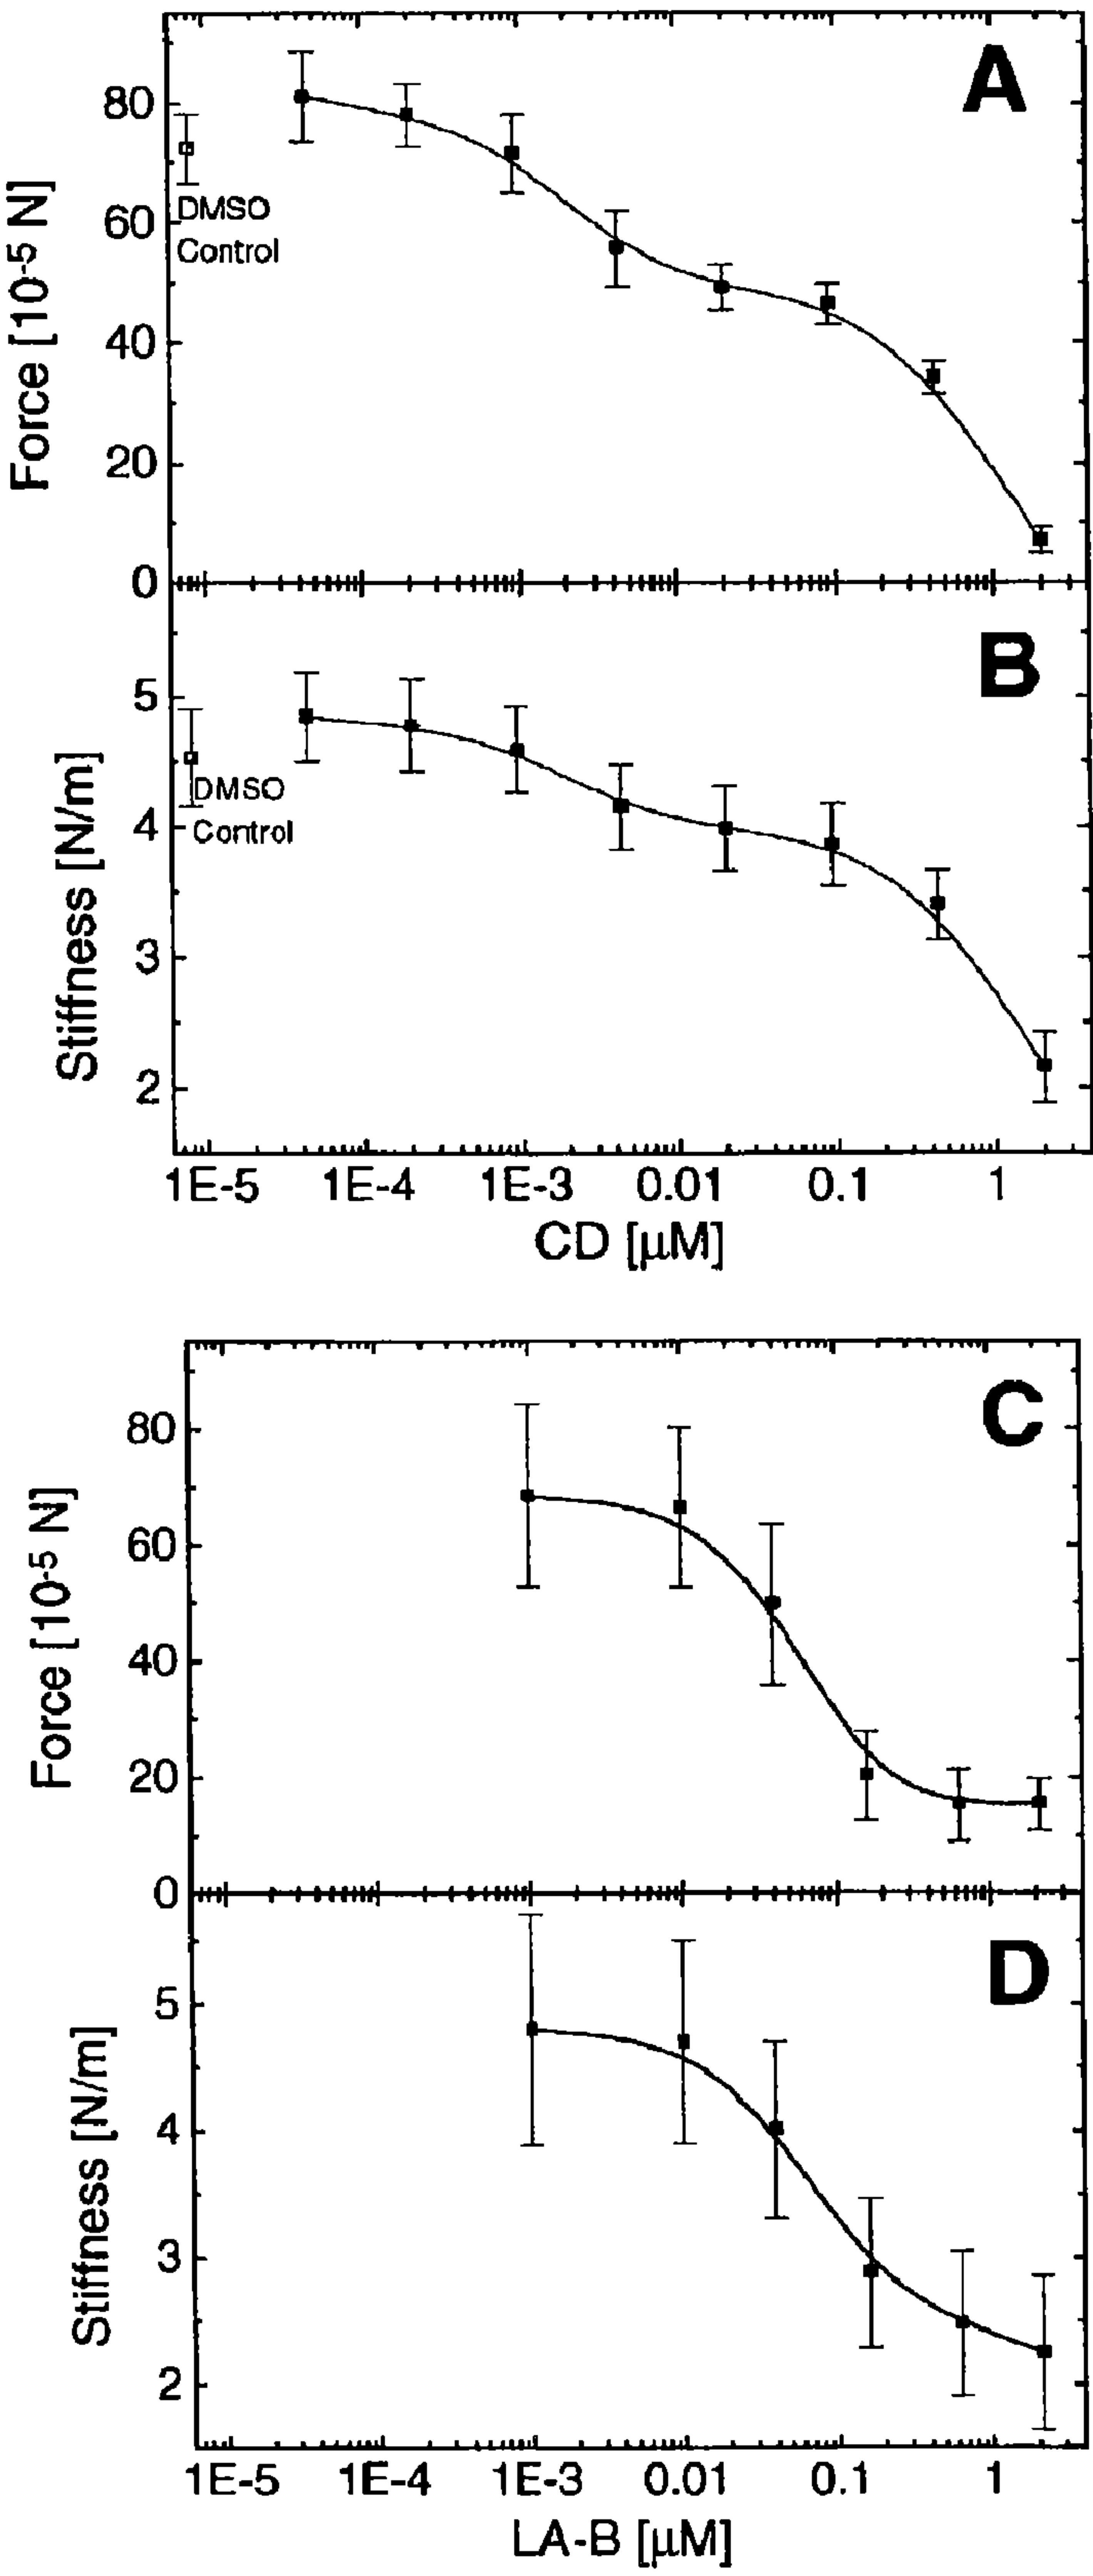 A
Force [10-5 N]
80
60
40
20
0
DMSO
Control
B
Stiffness [N/m]
5
4
3
2
DMSO
Control
1E-5 1E-4 1E-3 0.01 0.1 1
CD [μM]
C
Force [10-5 N]
80
60
40
20
0
D
Stiffness [N/m]
5
4
3
2
1E-5 1E-4 1E-3 0.01 0.1 1
LA-B [μM]